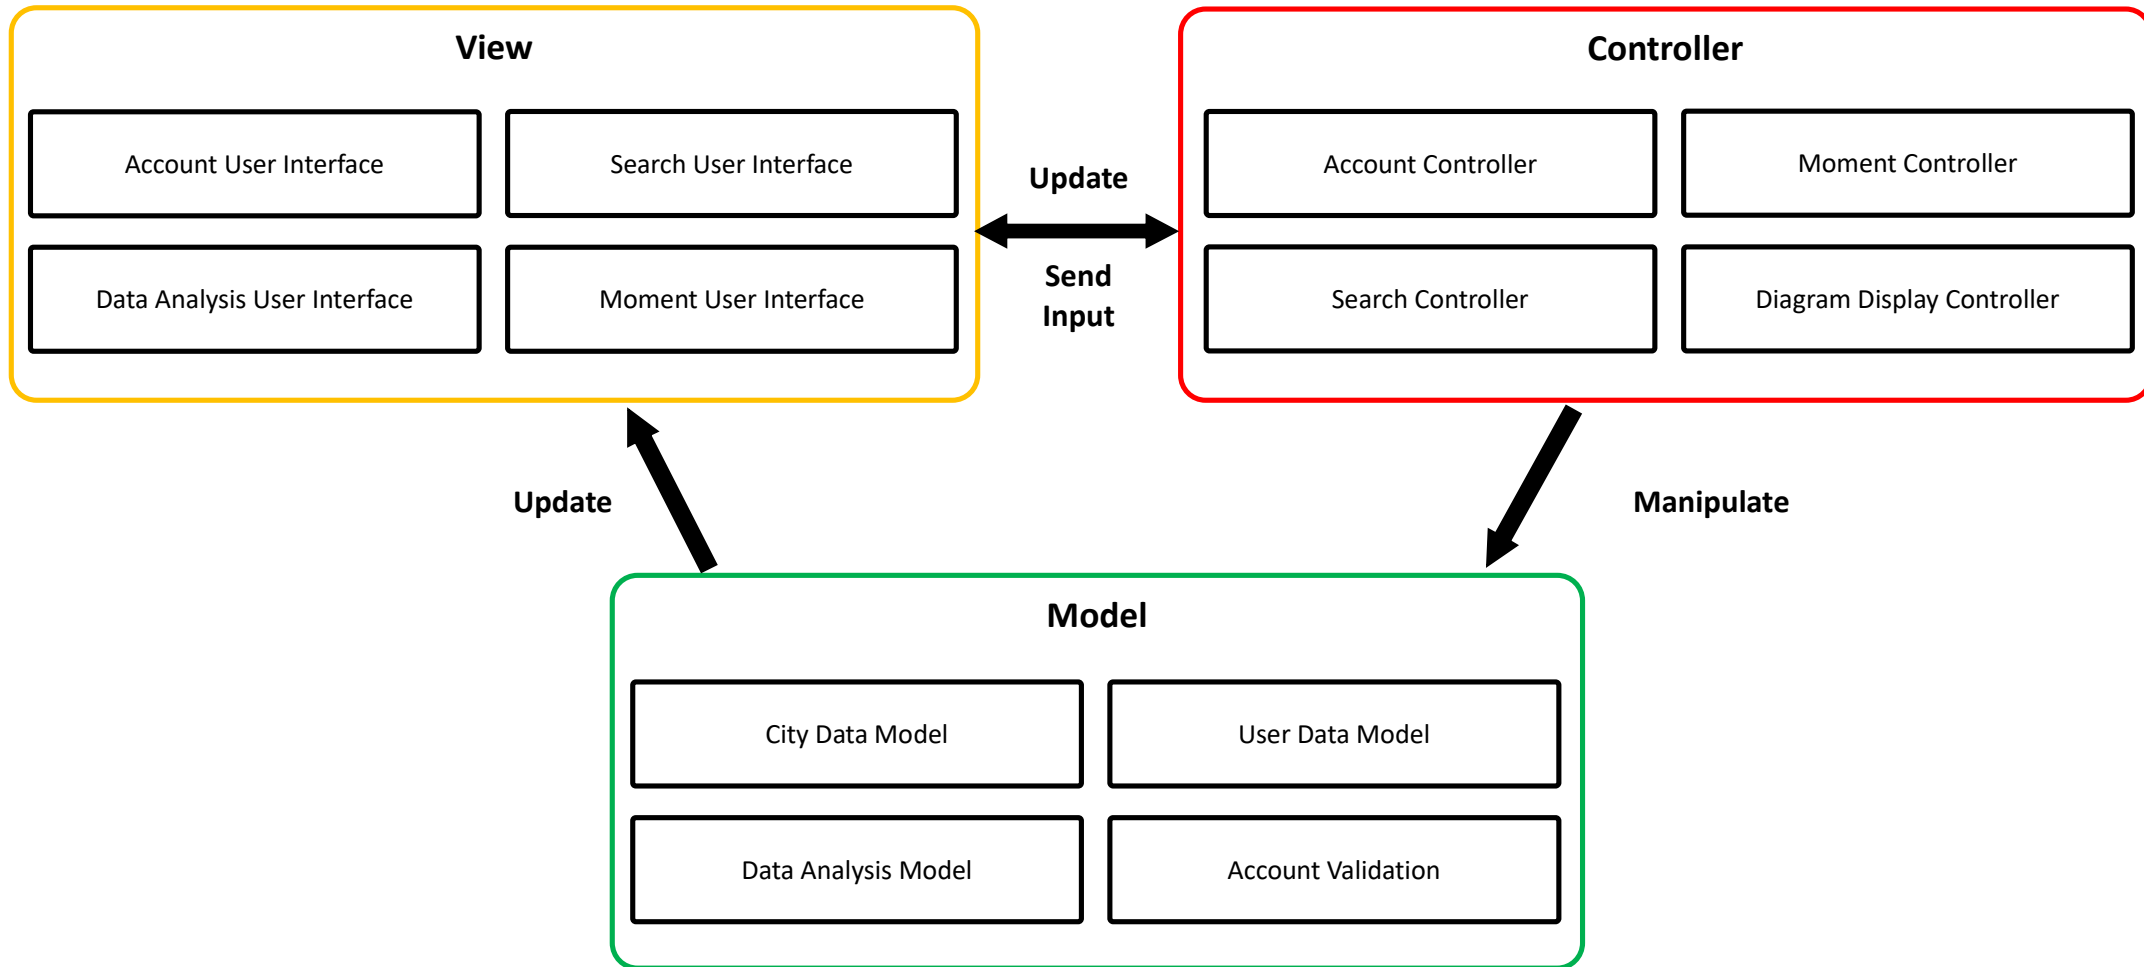 View
Account User Interface
Search User Interface
Data Analysis User Interface
Moment User Interface
Update
Send
Input
Controller
Account Controller
Moment Controller
Search Controller
Diagram Display Controller
Update
Manipulate
Model
City Data Model
User Data Model
Data Analysis Model
Account Validation